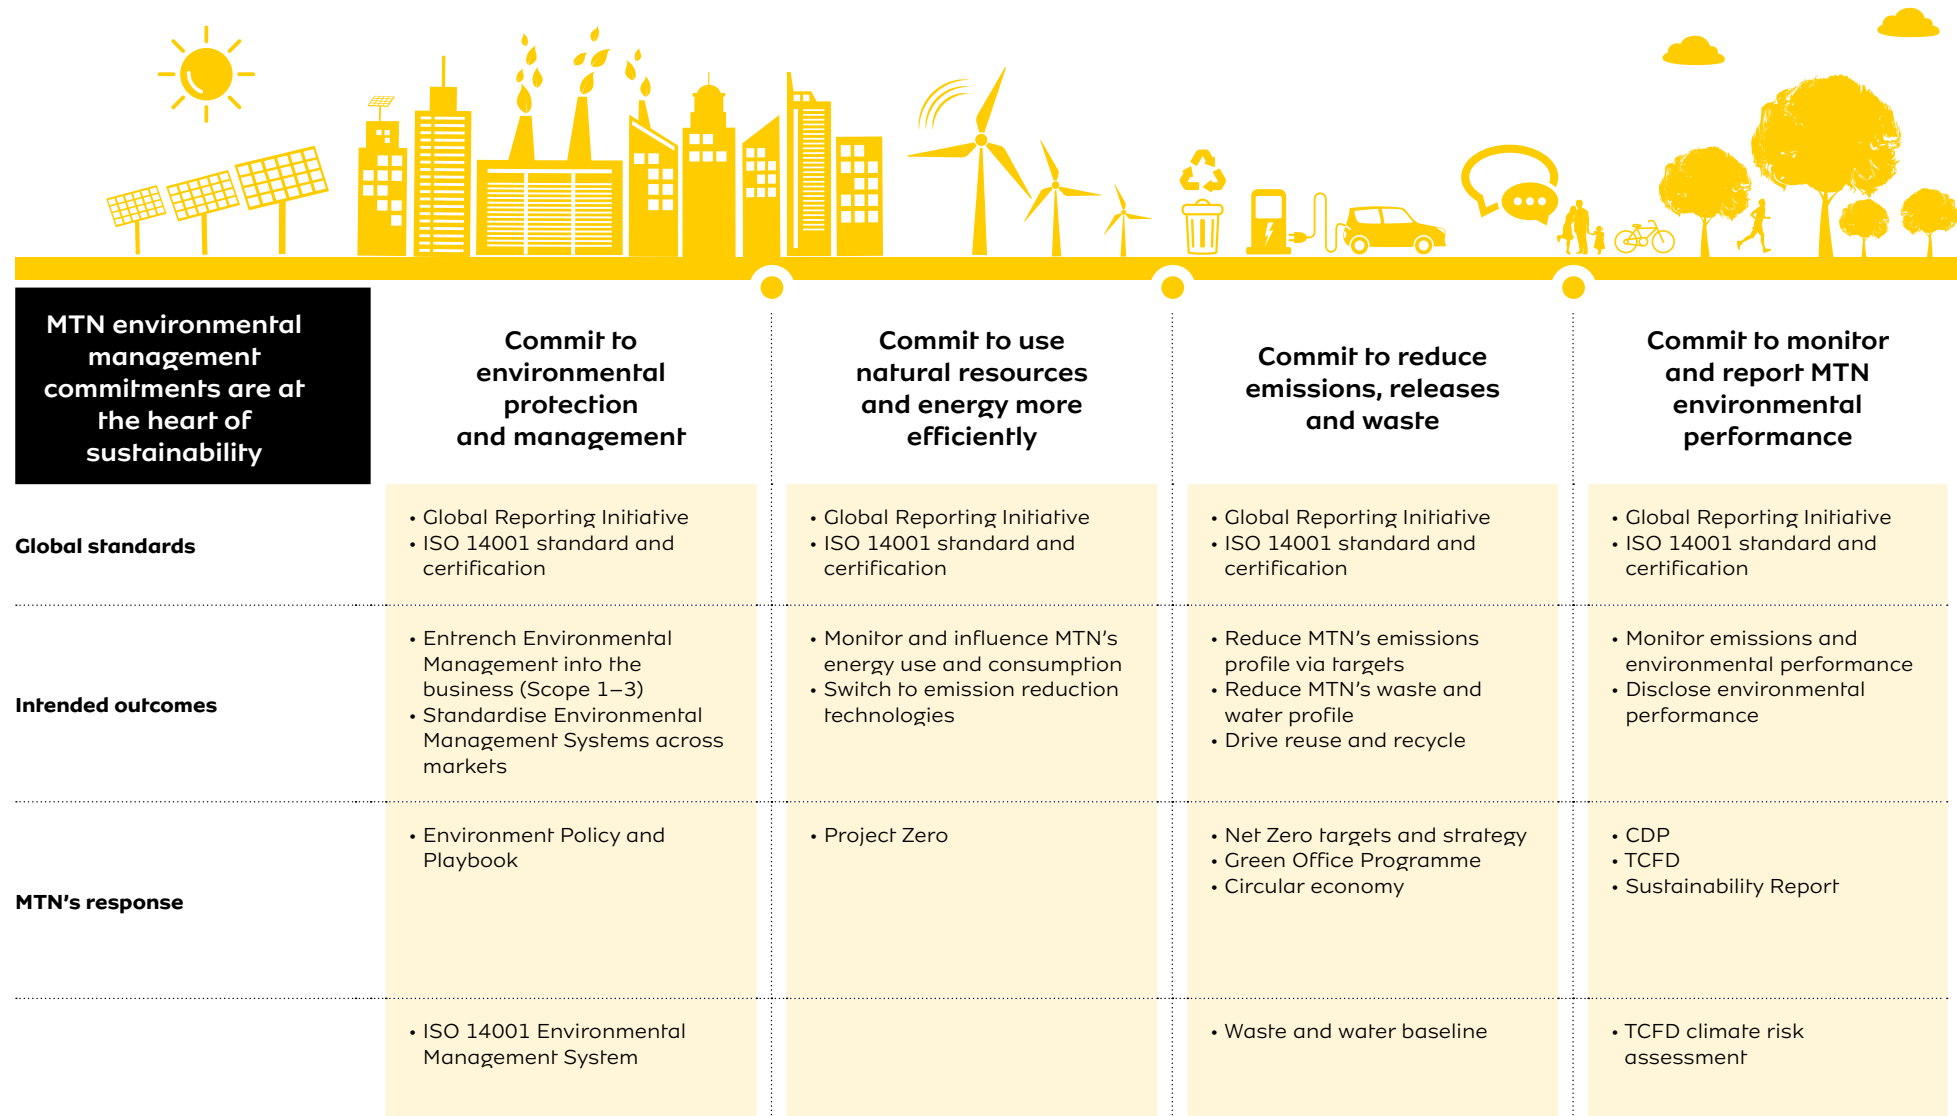 MTN environmental
management
commitments are at
the heart of
sustainability
Commit to
environmental
protection
and management
Commit to use
natural resources
and energy more
efficiently
Commit to reduce
emissions, releases
and waste
Commit to monitor
and report MTN
environmental
performance
Global standards
• Global Reporting Initiative
• ISO 14001 standard and
certification
• Global Reporting Initiative
• ISO 14001 standard and
certification
• Global Reporting Initiative
• ISO 14001 standard and
certification
• Global Reporting Initiative
• ISO 14001 standard and
certification
Intended outcomes
• Entrench Environmental
Management into the
business (Scope 1–3)
• Standardise Environmental
Management Systems across
markets
• Monitor and influence MTN's
energy use and consumption
• Switch to emission reduction
technologies
• Reduce MTN's emissions
profile via targets
• Reduce MTN's waste and
water profile
• Drive reuse and recycle
• Monitor emissions and
environmental performance
• Disclose environmental
performance
MTN's response
• Environment Policy and
Playbook
• Project Zero
• Net Zero targets and strategy
• Green Office Programme
• Circular economy
• CDP
• TCFD
• Sustainability Report
• ISO 14001 Environmental
Management System
• Waste and water baseline
• TCFD climate risk
assessment